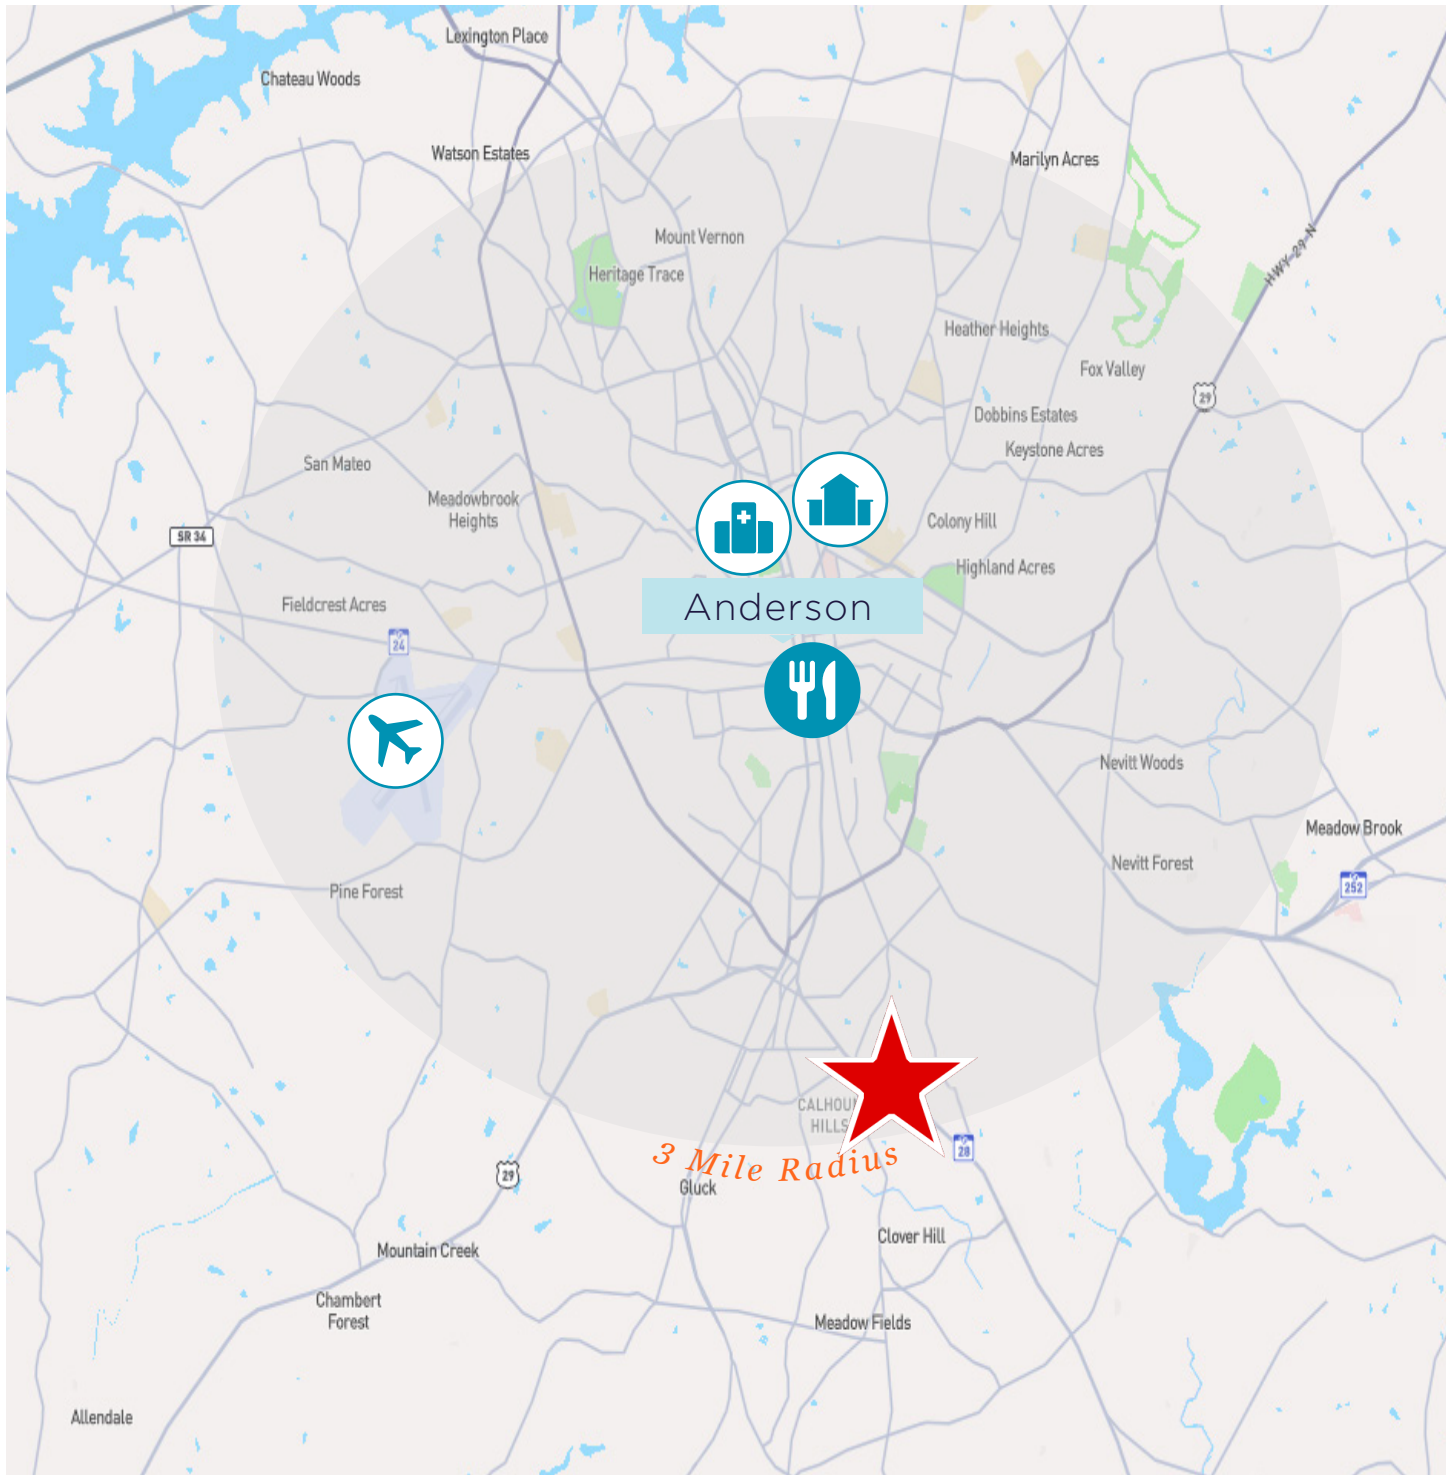 Lexington Place
Chateau Woods
Watson Estates
Marilyn Acres
Mount Vernon
HWY 29 N
Heritage Trace
Heather Heights
Fox Valley
29
Dobbins Estates
Keystone Acres
San Mateo
Meadowbrook
Heights
Colony Hill
SR 34
Highland Acres
Fieldcrest Acres
Anderson
24
Nevitt Woods
Meadow Brook
Nevitt Forest
252
Pine Forest
CALHOU
HILLS
28
3 Mile Radius
29
Gluck
Clover Hill
Mountain Creek
Chambert
Forest
Meadow Fields
Allendale